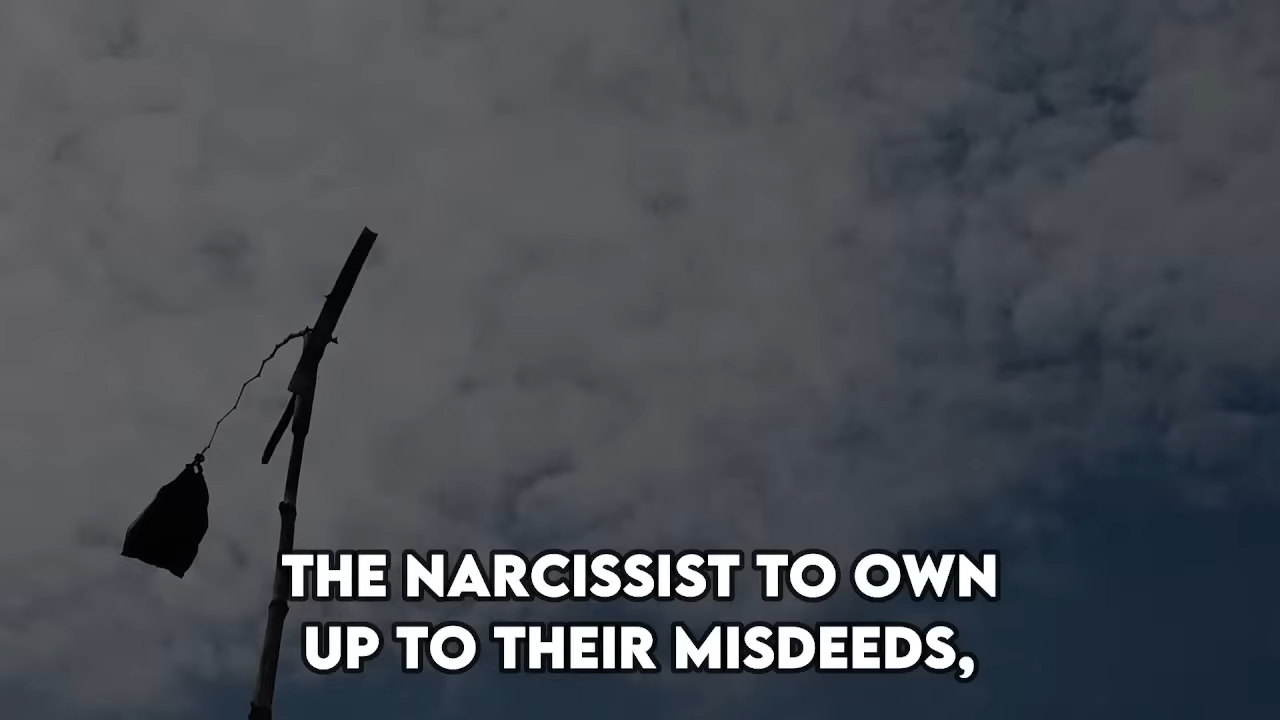 THE NARCISSIST TO OWN
UP TO THEIR MISDEEDS,